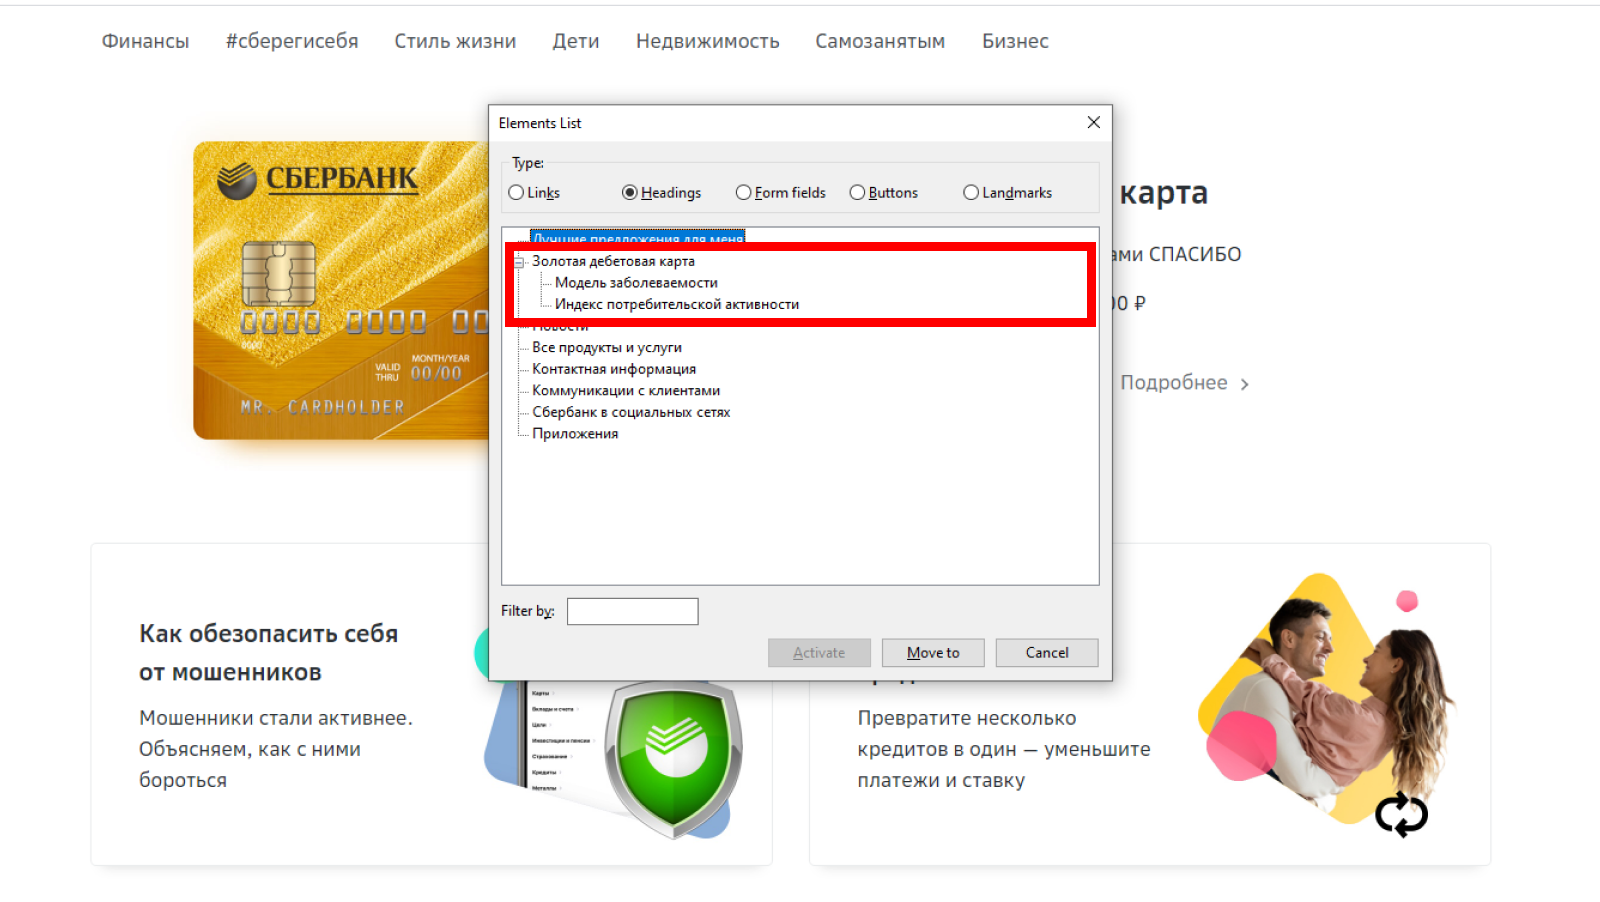 Финансы #сберегисебя Стиль жизни Дети Недвижимость Самозанятым Бизнес
СБЕРБАНК
0000 0000 00
0000
VALID THRU
MONTH/YEAR
00/00
MR. CARDHOLDER
Elements List
Type:
Links Headings Form fields Buttons Landmarks
Лучшие предложения для меня
Золотая дебетовая карта
Модель заболеваемости
Индекс потребительской активности
Новости
Все продукты и услуги
Контактная информация
Коммуникации с клиентами
Сбербанк в социальных сетях
Приложения
Filter by:
Activate Move to Cancel
карта
ами СПАСИБО
00 ₽
Подробнее
Как обезопасить себя
от мошенников
Мошенники стали активнее.
Объясняем, как с ними
бороться
Карты
Вклады и счета
Цели
Инвестиции и пенсии
Страхование
Кредиты
Металлы
Превратите несколько
кредитов в один — уменьшите
платежи и ставку